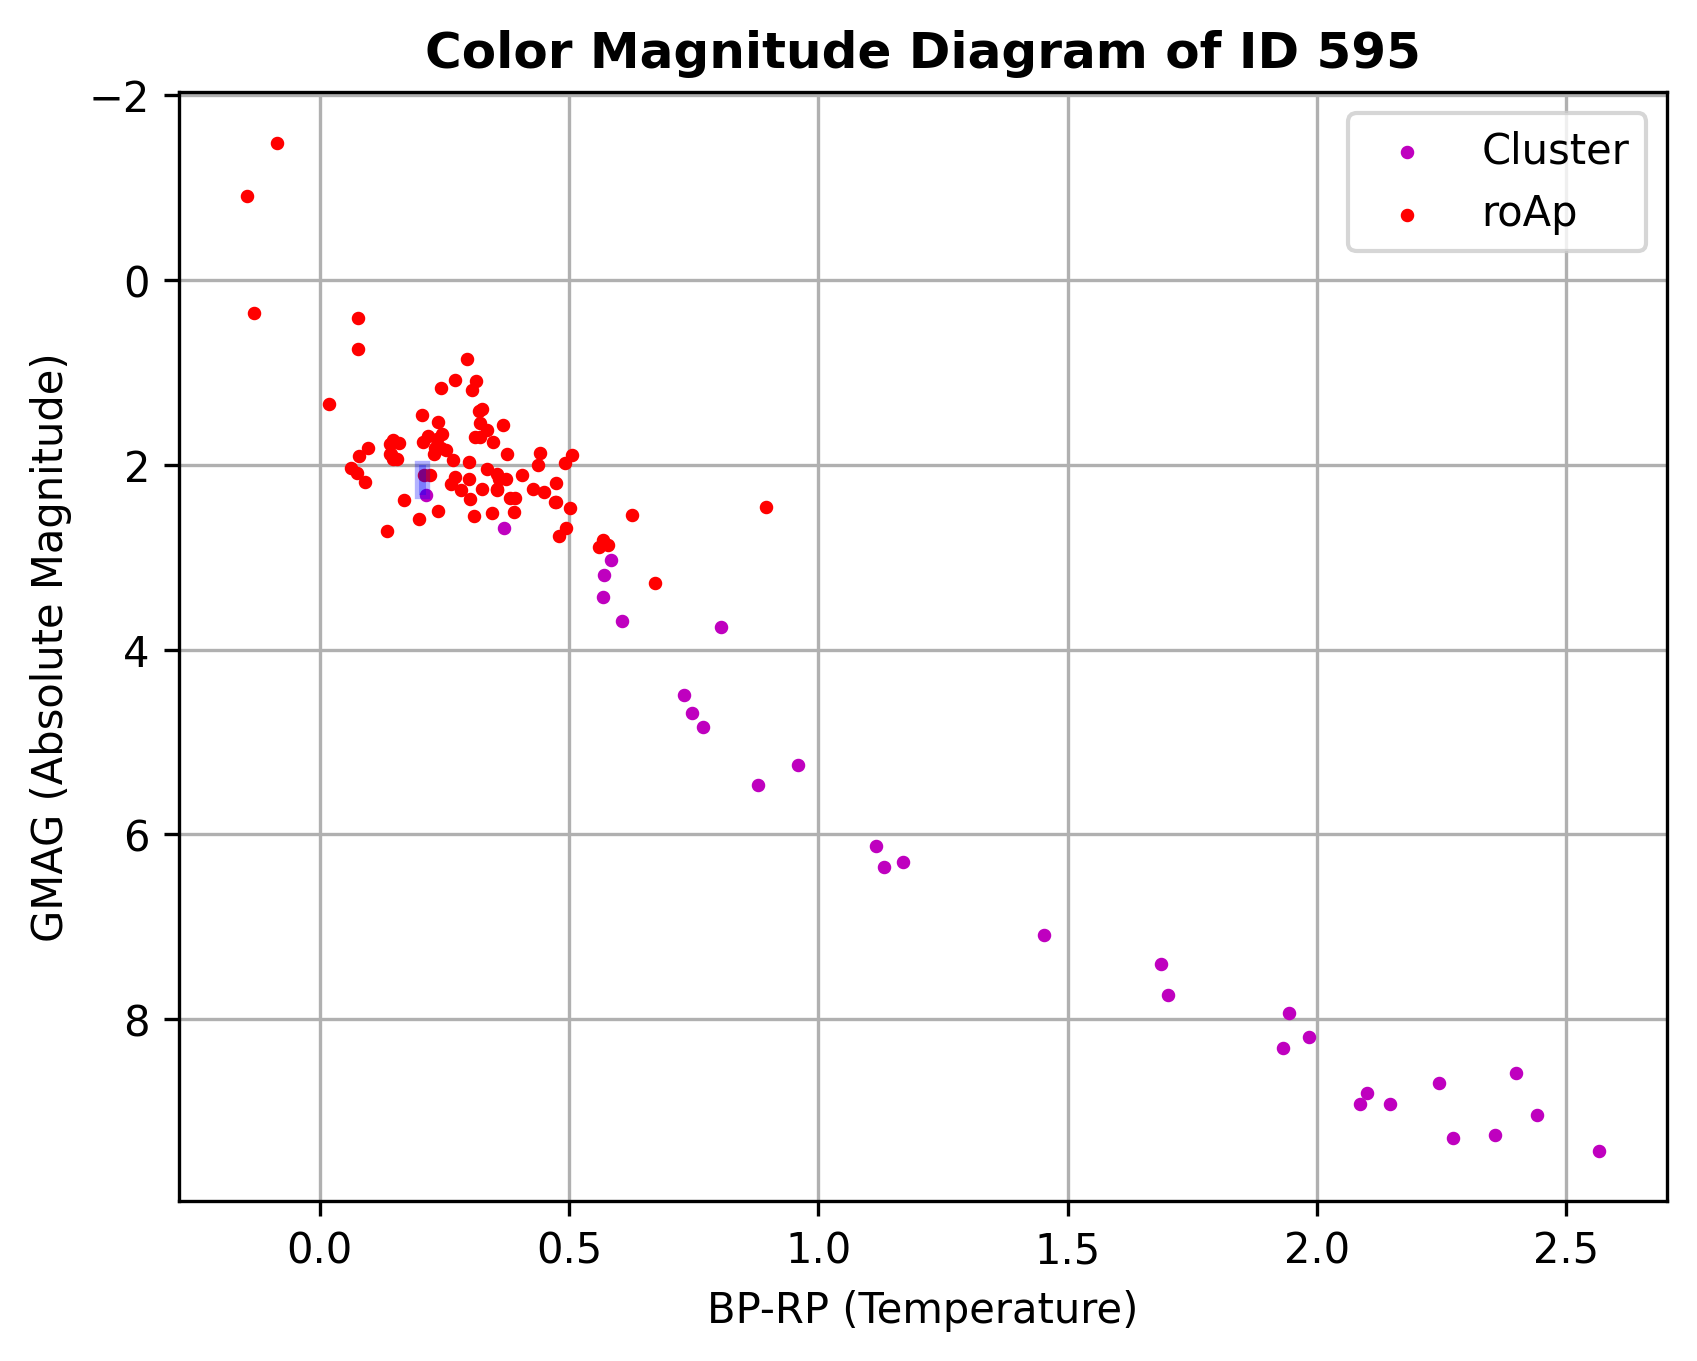 Color Magnitude Diagram of ID 595
−2
0
2
4
6
8
GMAG (Absolute Magnitude)
Cluster
roAp
0.0 0.5 1.0 1.5 2.0 2.5
BP-RP (Temperature)